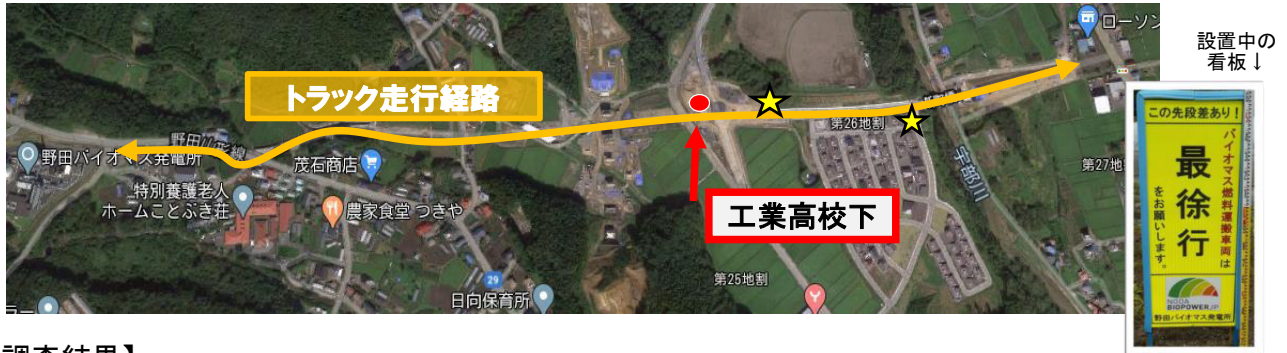 ローソン
設置中の
看板↓
トラック走行経路
第26地割
野田バイオマス発電所
茂石商店
宇部川
第27地
特別養護老人
ホームことぶき荘
農家食堂 つきや
工業高校下
第25地割
29
日向保育所
この先段差あり!
バイオマス燃料運搬車両は
最徐行
をお願いします。
NODA
BIOPOWER.JP
野田バイオマス発電所
調査結果】